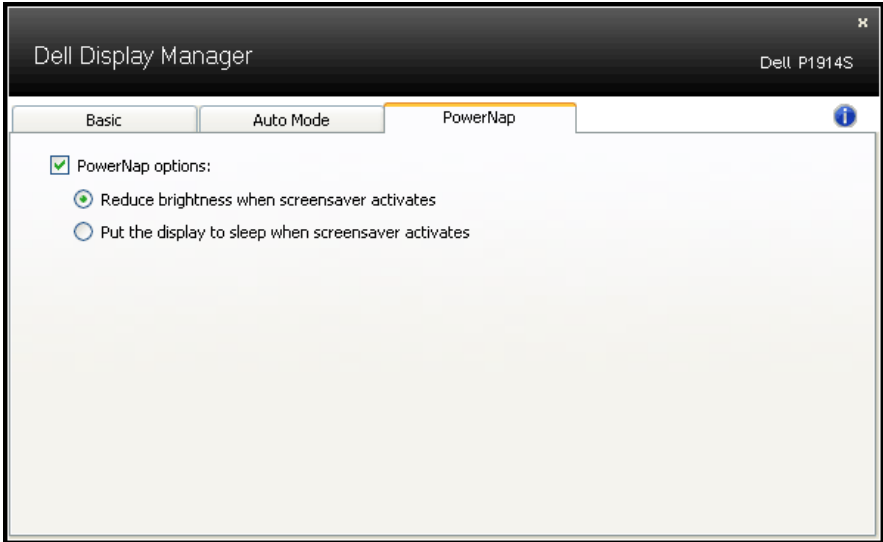 Dell Display Manager
Dell P1914S
Basic
Auto Mode
PowerNap
PowerNap options:
Reduce brightness when screensaver activates
Put the display to sleep when screensaver activates